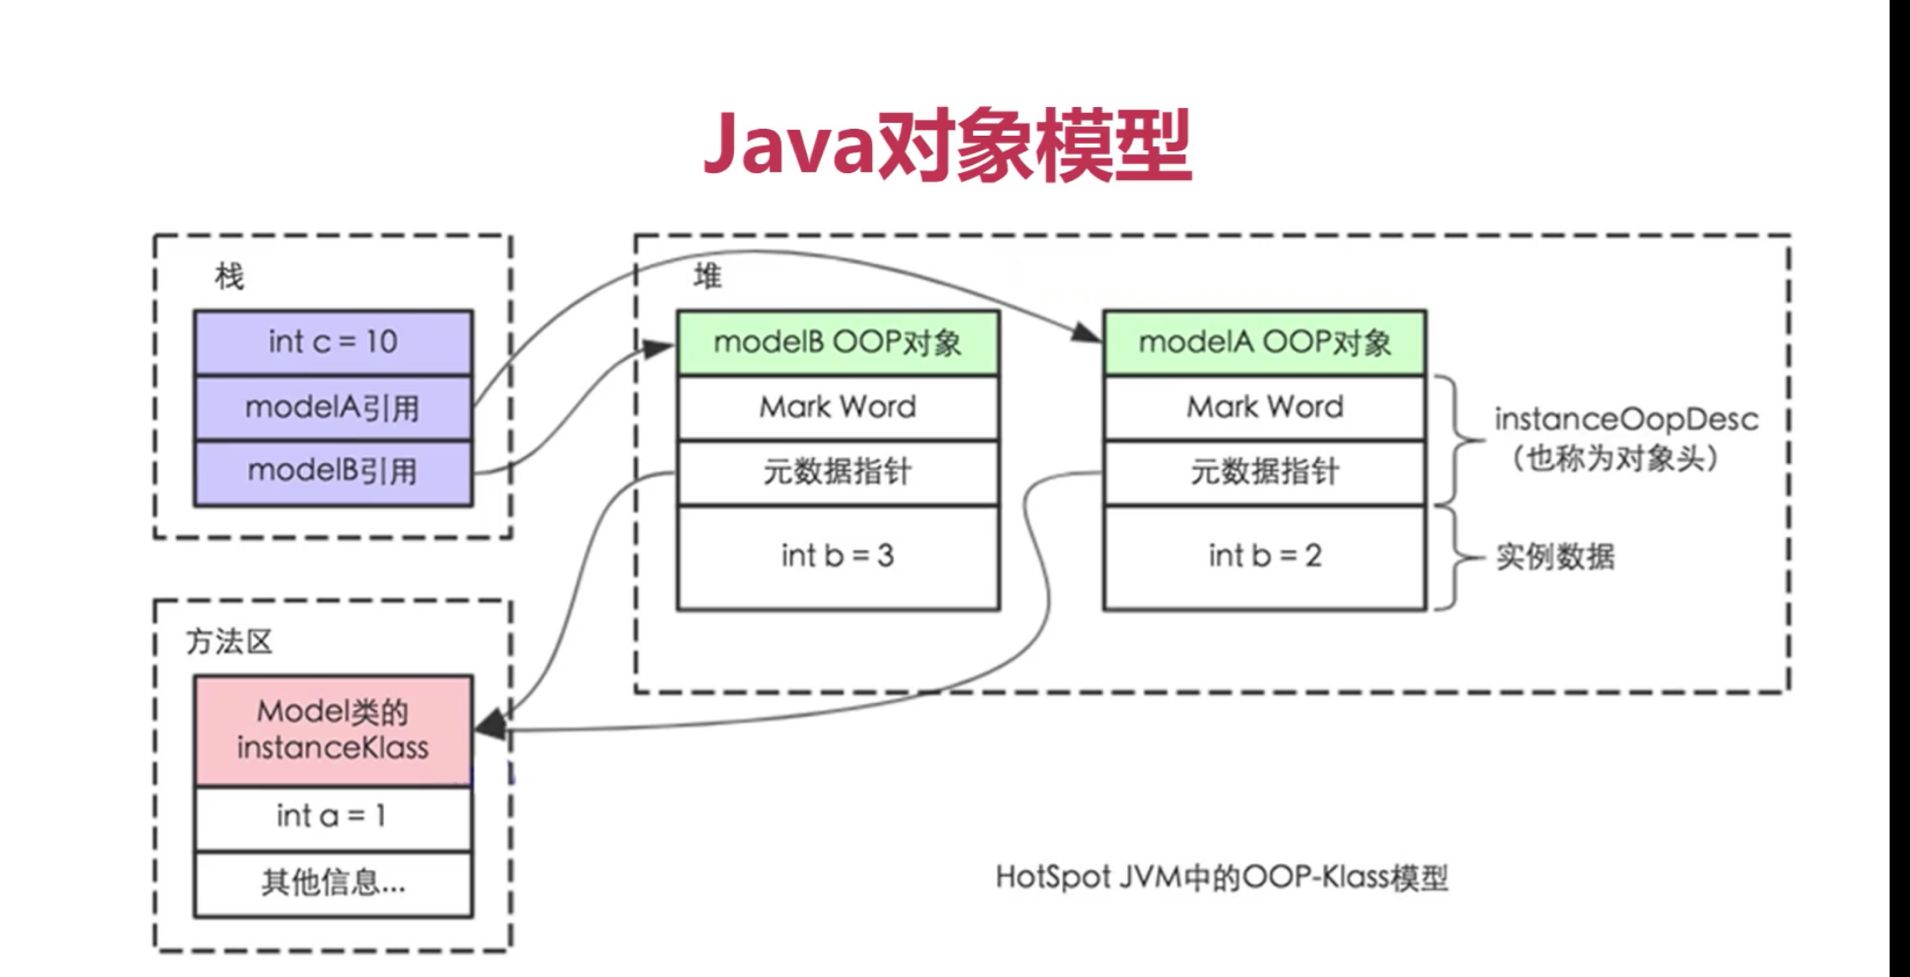 Java对象模型
栈
int c = 10
modelA引用
modelB引用
堆
modelB OOP对象
Mark Word
元数据指针
int b = 3
modelA OOP对象
Mark Word
元数据指针
int b = 2
instanceOopDesc
（也称为对象头）
实例数据
方法区
Model类的
instanceKlass
int a = 1
其他信息...
HotSpot JVM中的OOP-Klass模型